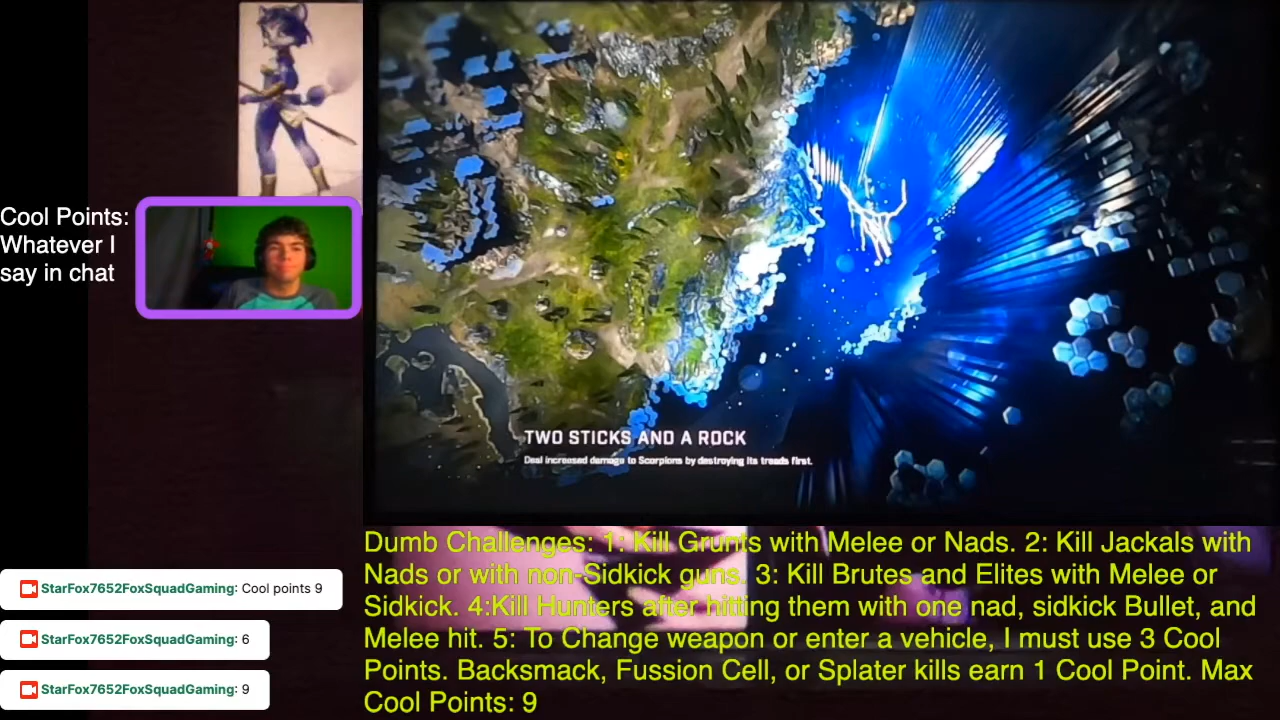 Cool Points:
Whatever I
say in chat
TWO STICKS AND A ROCK
Deal increased damage to Scorpions by destroying its treads first.
Dumb Challenges: 1: Kill Grunts with Melee or Nads. 2: Kill Jackals with
Nads or with non-Sidkick guns. 3: Kill Brutes and Elites with Melee or
Sidkick. 4:Kill Hunters after hitting them with one nad, sidkick Bullet, and
Melee hit. 5: To Change weapon or enter a vehicle, I must use 3 Cool
Points. Backsmack, Fussion Cell, or Splater kills earn 1 Cool Point. Max
Cool Points: 9
StarFox7652FoxSquadGaming: Cool points 9
StarFox7652FoxSquadGaming: 6
StarFox7652FoxSquadGaming: 9